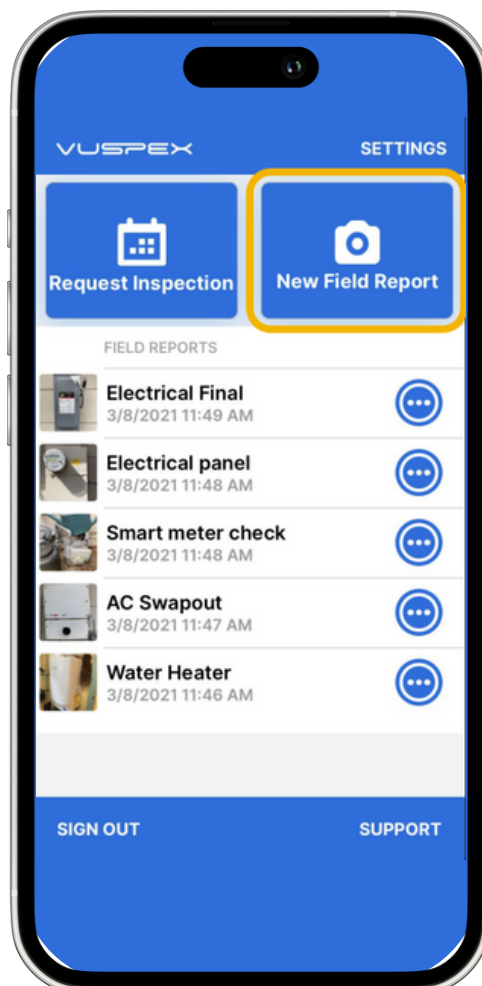 VUSPEX
SETTINGS
Request Inspection
New Field Report
FIELD REPORTS
Electrical Final
3/8/2021 11:49 AM
Electrical panel
3/8/2021 11:48 AM
Smart meter check
3/8/2021 11:48 AM
AC Swapout
3/8/2021 11:47 AM
Water Heater
3/8/2021 11:46 AM
SIGN OUT
SUPPORT